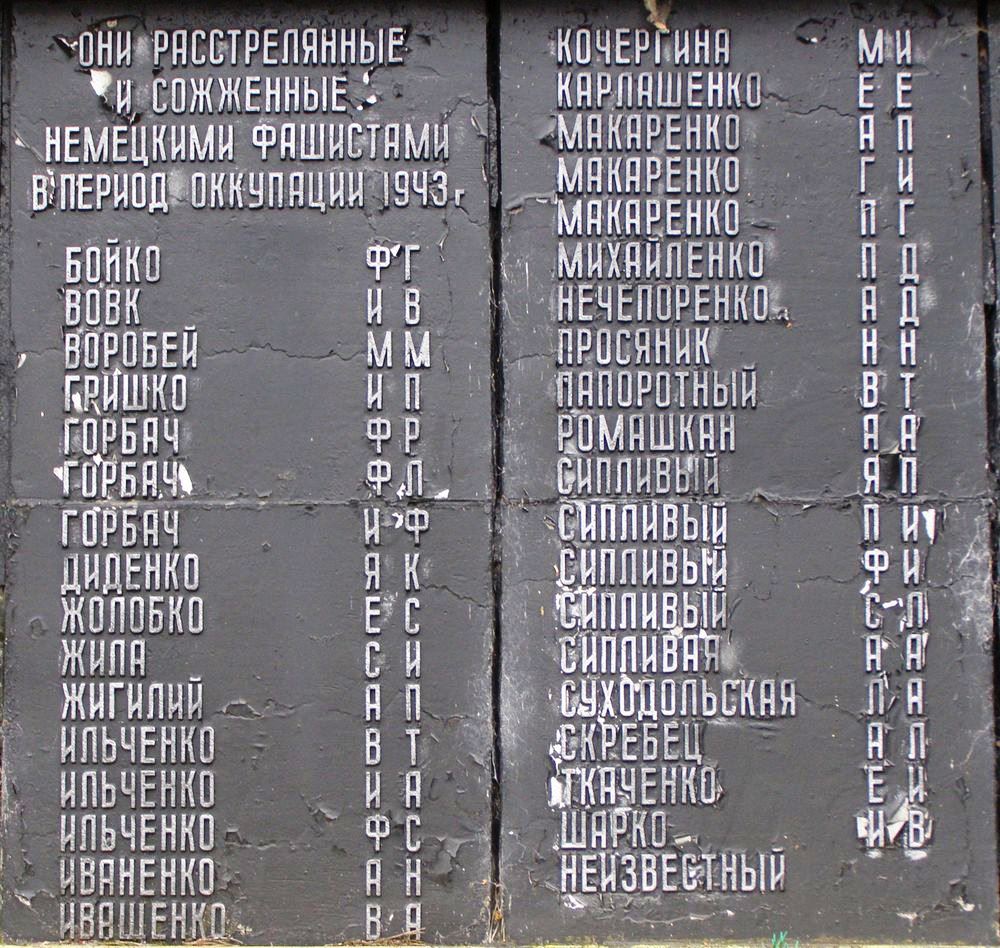 ОНИ РАССТРЕЛЯННЫЕ
И СОЖЖЕННЫЕ
НЕМЕЦКИМИ ФАШИСТАМИ
В ПЕРИОД ОККУПАЦИИ 1943г
БОЙКО Ф Г
ВОВК И В
ВОРОБЕЙ М М
ГРИШКО И П
ГОРБАЧ Ф Р
ГОРБАЧ Ф Л
ГОРБАЧ И Ф
ДИДЕНКО Я К
ЖОЛОБКО Е С
ЖИЛА С И
ЖИГИЛИЙ А П
ИЛЬЧЕНКО В Т
ИЛЬЧЕНКО И А
ИЛЬЧЕНКО Ф С
ИВАНЕНКО А Н
ИВАЩЕНКО В А
КОЧЕРГИНА М И
КАРЛАШЕНКО Е Е
МАКАРЕНКО А П
МАКАРЕНКО Г И
МАКАРЕНКО П Г
МИХАЙЛЕНКО П Д
НЕЧЕПОРЕНКО А Д
ПРОСЯНИК Н Н
ПАПОРОТНЫЙ В Т
РОМАШКАН А А
СИПЛИВЫЙ Я П
СИПЛИВЫЙ П И
СИПЛИВЫЙ Ф И
СИПЛИВЫЙ С Л
СИПЛИВАЯ А А
СУХОДОЛЬСКАЯ Л А
СКРЕБЕЦ А Л
ТКАЧЕНКО Е И
ШАРКО И В
НЕИЗВЕСТНЫЙ